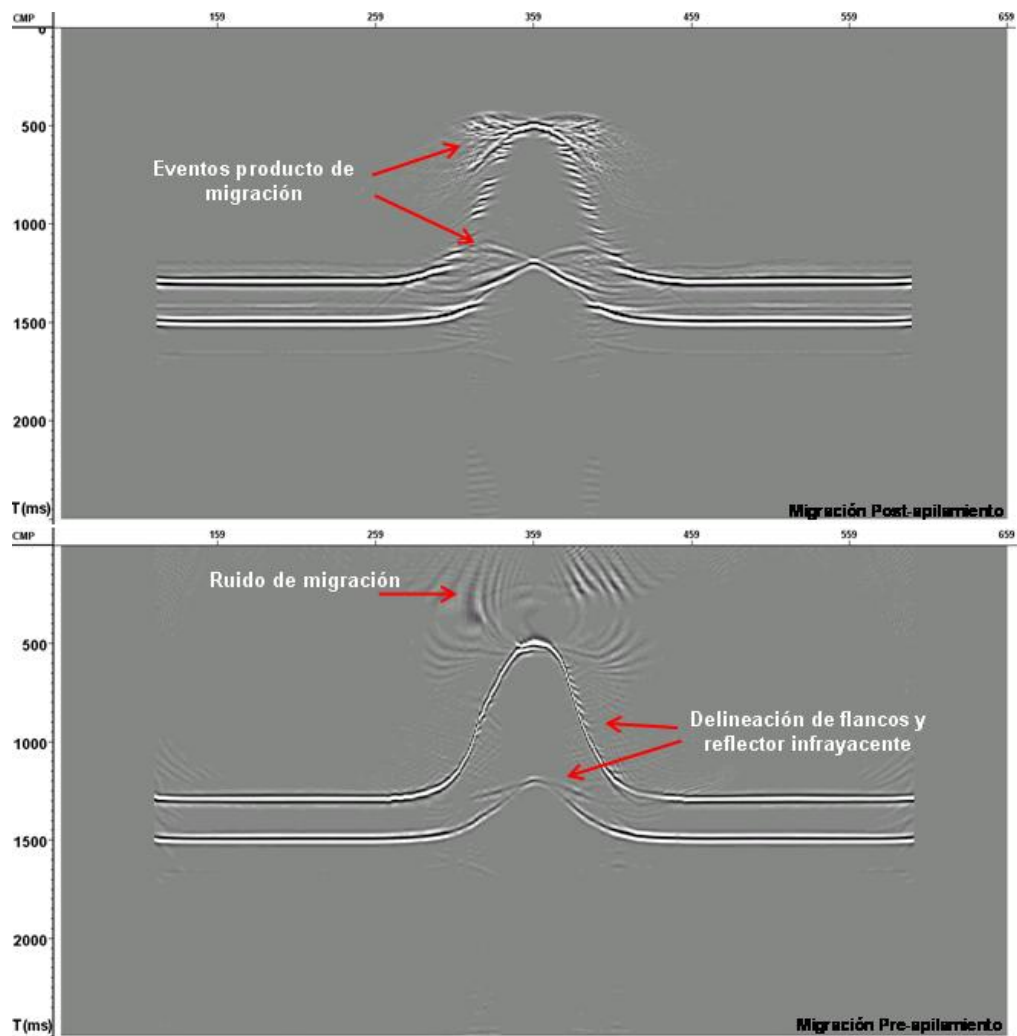 CMP 159 259 359 459 559 659
0
500
Eventos producto de
migración
1000
1500
2000
T(ms)
Migración Post-apilamiento
CMP 159 259 359 459 559 659
Ruido de migración
500
Delineación de flancos y
reflector infrayacente
1000
1500
2000
T(ms)
Migración Pre-apilamiento